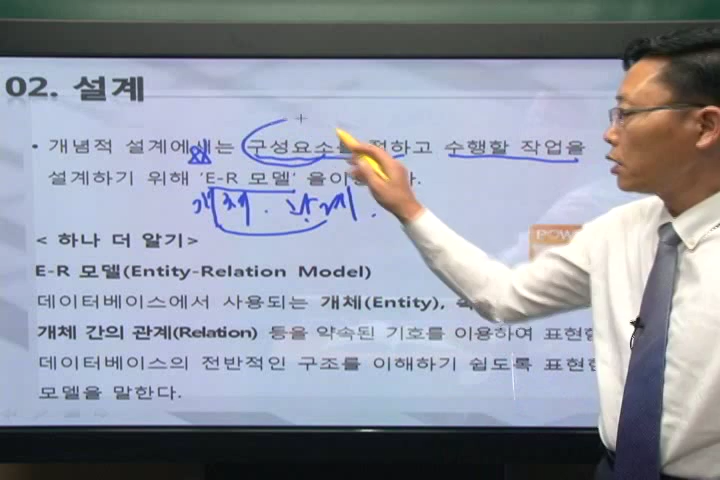 02. 설계
• 개념적 설계에서는 구성요소를 정하고 수행할 작업을
설계하기 위해 'E-R 모델' 을
개체 . 관계 .
POW
< 하나 더 알기 >
E-R 모델(Entity-Relation Model)
데이터베이스에서 사용되는 개체(Entity),
개체 간의 관계(Relation) 등을 약속된 기호를 이용하여 표현
데이터베이스의 전반적인 구조를 이해하기 쉽도록 표현
모델을 말한다.